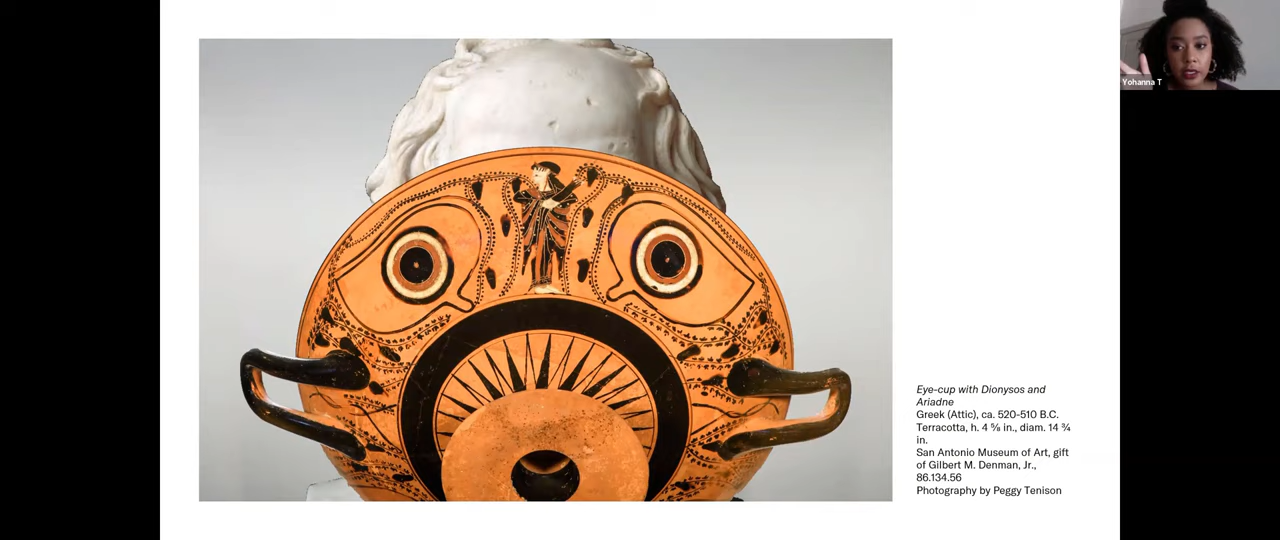 Yohanna T
Eye-cup with Dionysos and
Ariadne
Greek (Attic), ca. 520-510 B.C.
Terracotta, h. 4 ⅝ in., diam. 14 ¾
in.
San Antonio Museum of Art, gift
of Gilbert M. Denman, Jr.,
86.134.56
Photography by Peggy Tenison